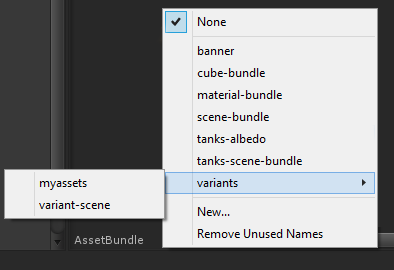 None
banner
cube-bundle
material-bundle
scene-bundle
tanks-albedo
tanks-scene-bundle
variants
myassets
variant-scene
New...
Remove Unused Names
AssetBundle